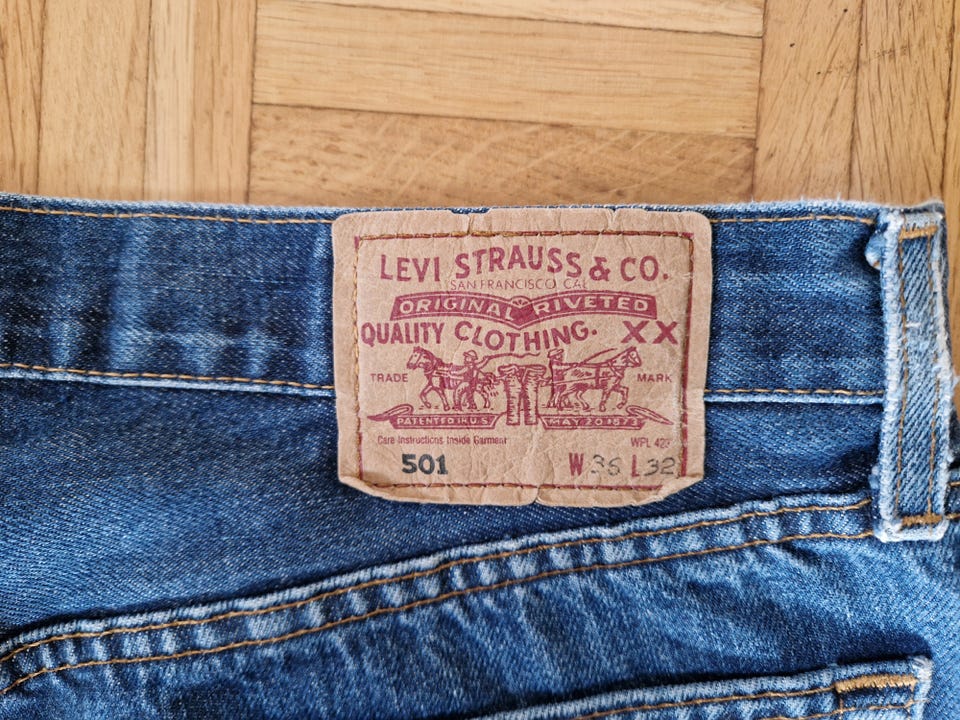 LEVI STRAUSS & CO.
SAN FRANCISCO CAL
ORIGINAL RIVETED
QUALITY CLOTHING. XX
TRADE MARK
PATENTED IN U.S. MAY 20 1873
Care Instructions Inside Garment WPL 423
501 W 36 L 32